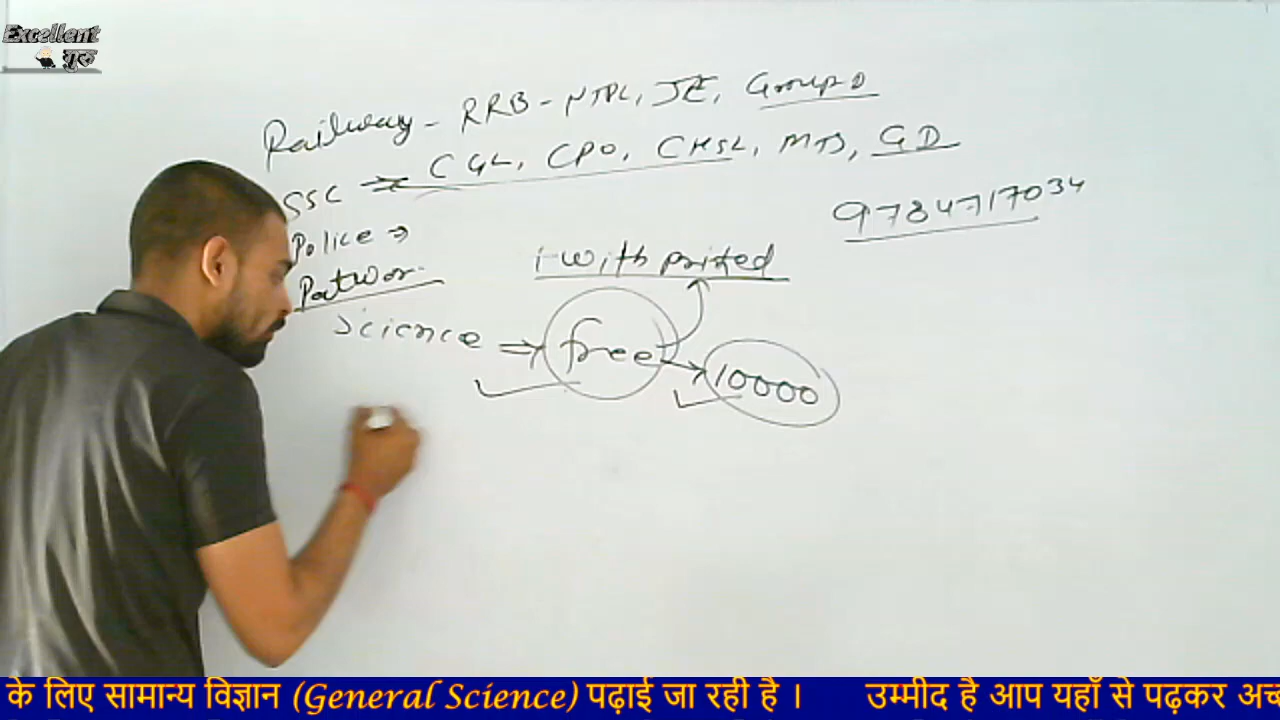 Excellent
गुरु
Railway - RRB - NTPC, JE, Group D
SSC → CGL, CPO, CHSL, MTS, GD
9784717034
Police →
Patwar.
i-with printed
Science ⇒ free → 10000
के लिए सामान्य विज्ञान (General Science) पढ़ाई जा रही है । उम्मीद है आप यहाँ से पढ़कर अच्